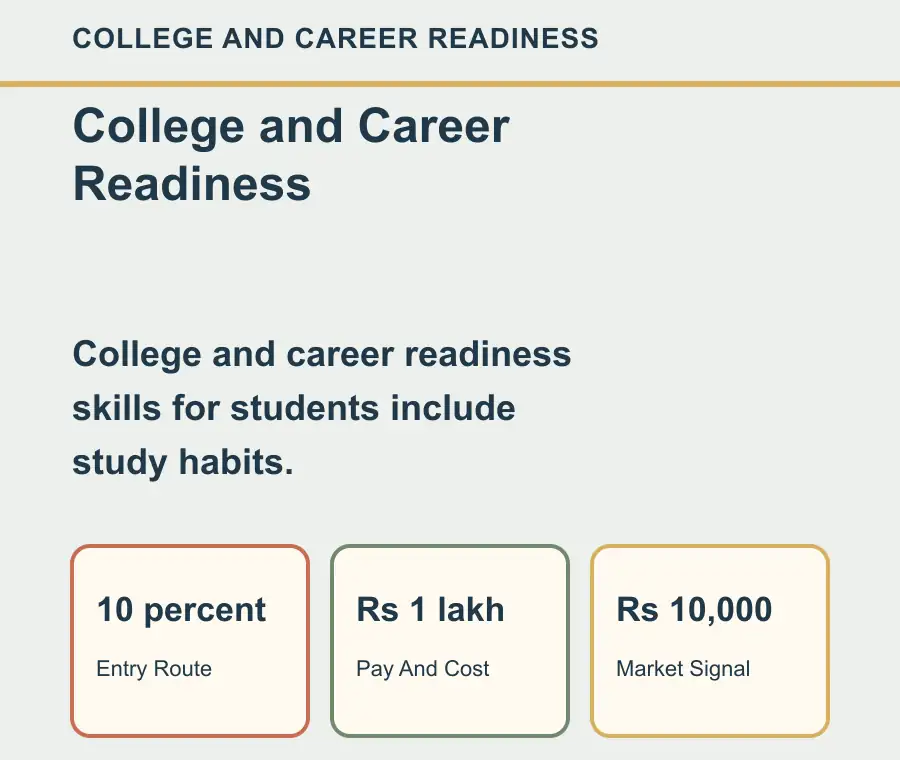 COLLEGE AND CAREER READINESS
College and Career
Readiness
College and career readiness
skills for students include
study habits.
10 percent
Entry Route
Rs 1 lakh
Pay And Cost
Rs 10,000
Market Signal